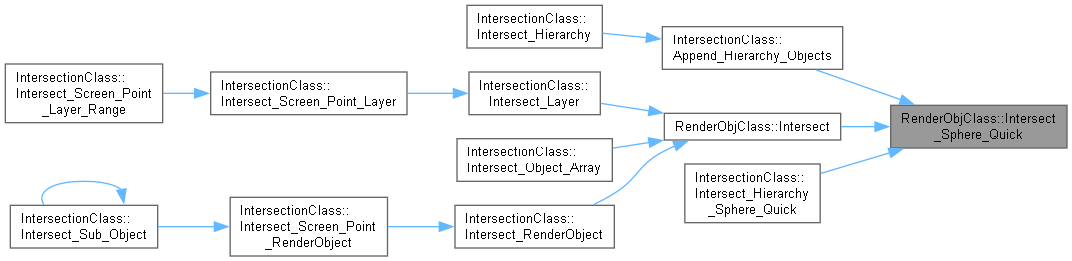 IntersectionClass::
Intersect_Hierarchy
IntersectionClass::
Append_Hierarchy_Objects
IntersectionClass::
Intersect_Screen_Point
_Layer_Range
IntersectionClass::
Intersect_Screen_Point_Layer
IntersectionClass::
Intersect_Layer
RenderObjClass::Intersect
RenderObjClass::Intersect
_Sphere_Quick
IntersectionClass::
Intersect_Object_Array
IntersectionClass::
Intersect_Hierarchy
_Sphere_Quick
IntersectionClass::
Intersect_Sub_Object
IntersectionClass::
Intersect_Screen_Point
_RenderObject
IntersectionClass::
Intersect_RenderObject